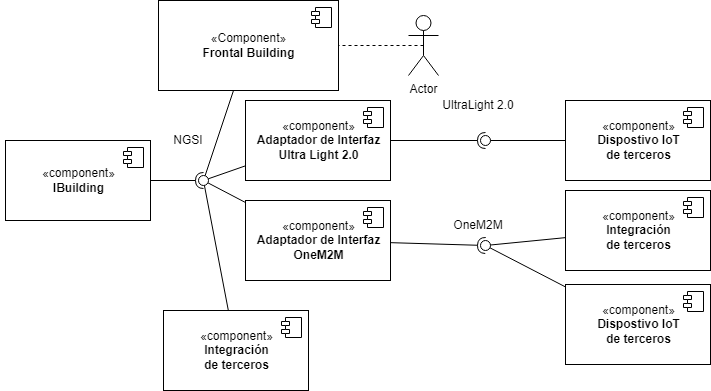 «Component»
Frontal Building
Actor
NGSI
«component»
Adaptador de Interfaz
Ultra Light 2.0
UltraLight 2.0
«component»
Dispostivo IoT
de terceros
«component»
IBuilding
«component»
Adaptador de Interfaz
OneM2M
OneM2M
«component»
Integración
de terceros
«component»
Dispostivo IoT
de terceros
«component»
Integración
de terceros